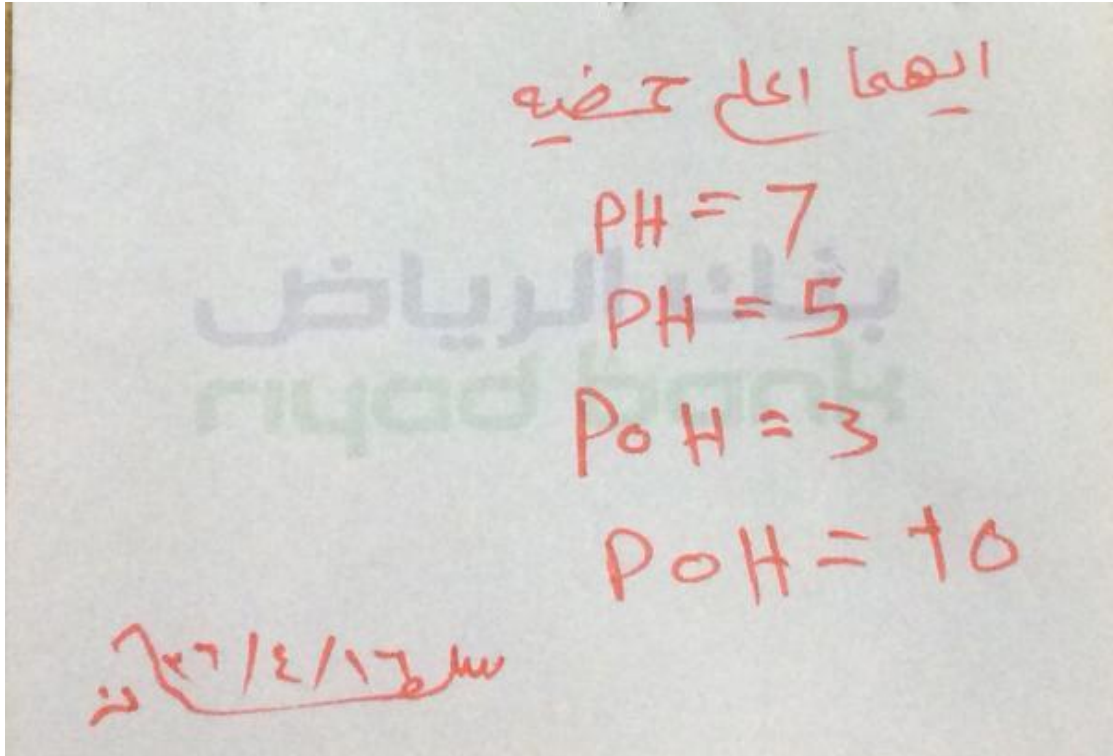 ايهما اعلى حمضيه
PH = 7
PH = 5
بنك الرياض
riyad bank
PoH = 3
PoH = 10
٣٦/٤/١٦